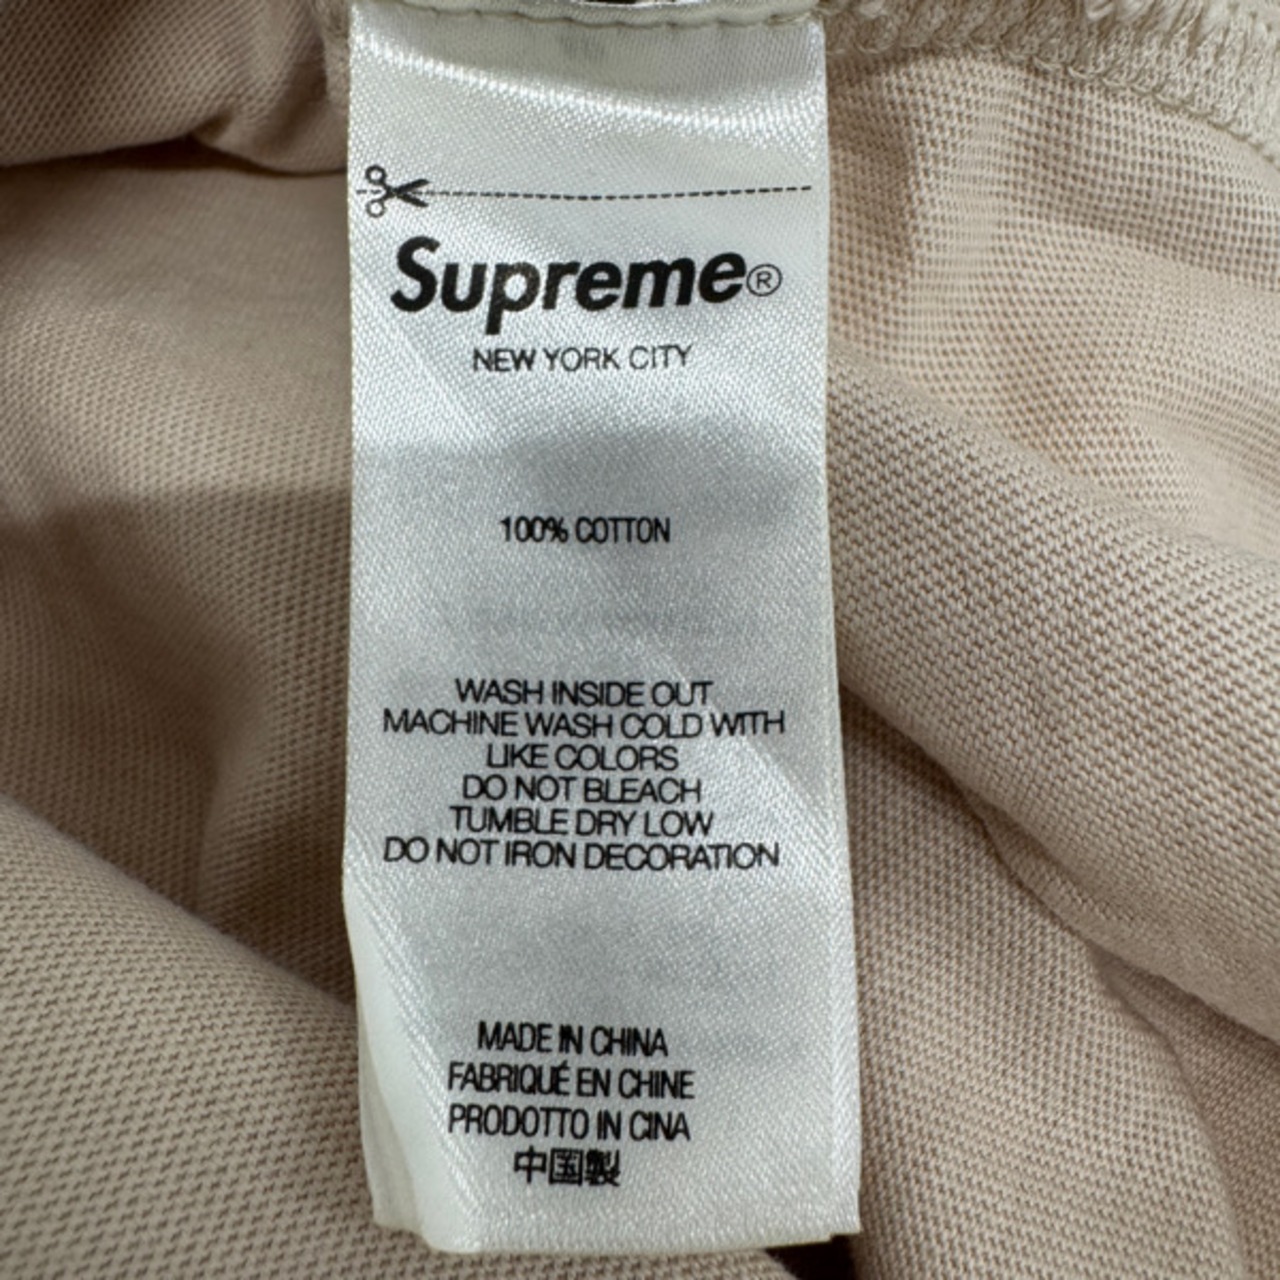 Supreme®
NEW YORK CITY
100% COTTON
WASH INSIDE OUT
MACHINE WASH COLD WITH
LIKE COLORS
DO NOT BLEACH
TUMBLE DRY LOW
DO NOT IRON DECORATION
MADE IN CHINA
FABRIQUÉ EN CHINE
PRODOTTO IN CINA
中国製